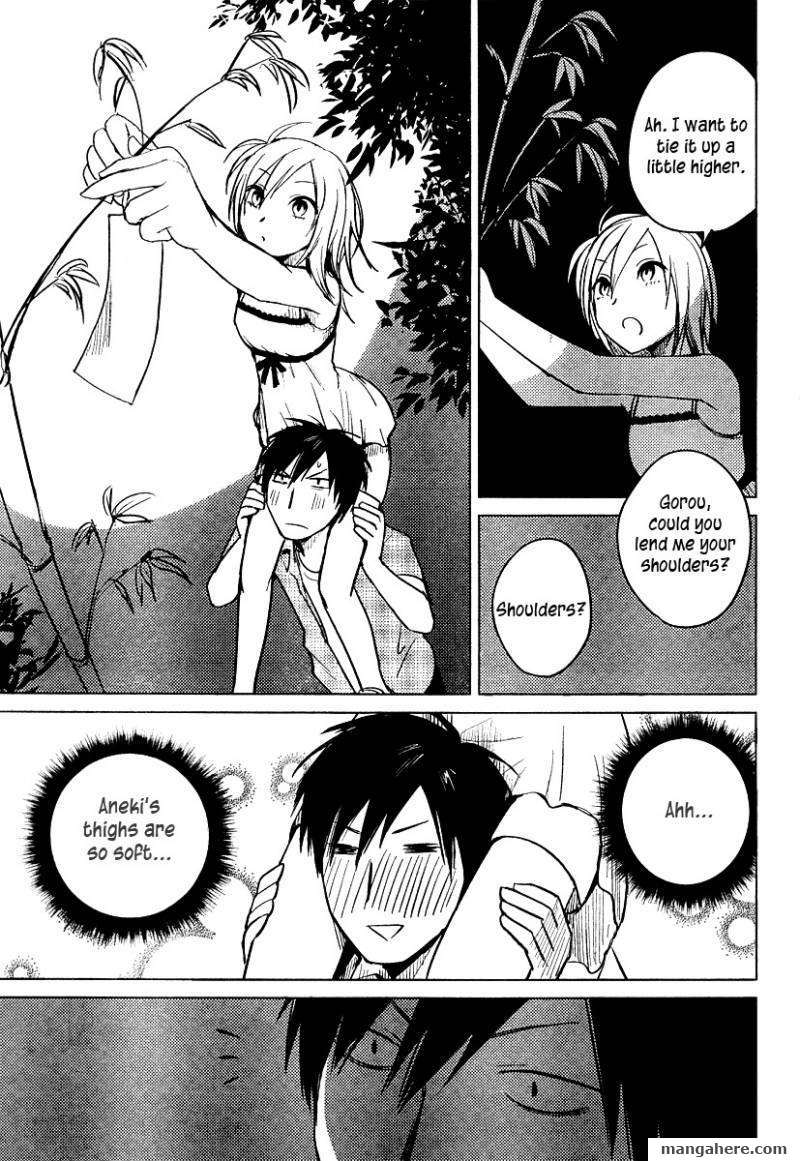 Ah. I want to
tie it up a
little higher.
Gorou,
could you
lend me your
shoulders?
Shoulders?
Ahh...
Aneki's
thighs are
so soft...
mangahere.com